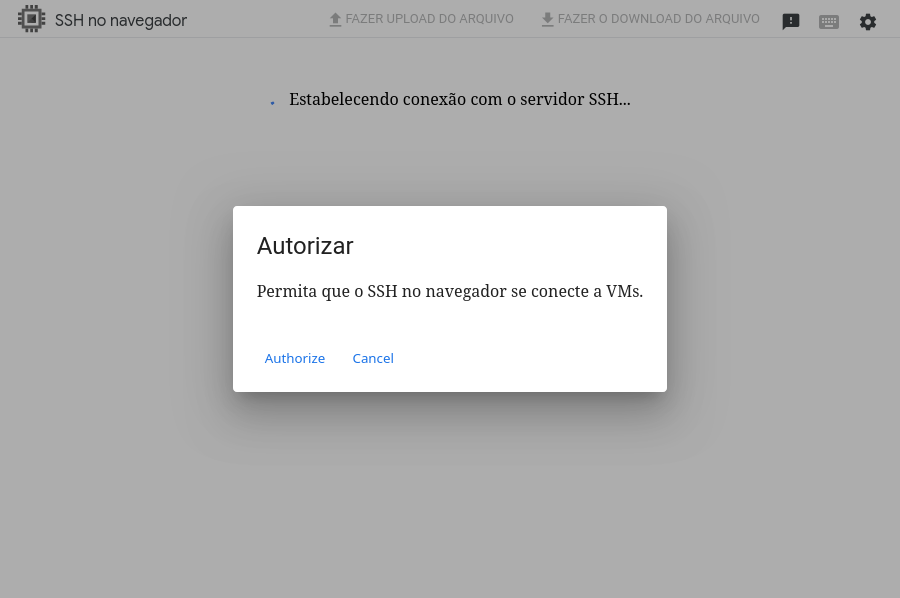 SSH no navegador
FAZER UPLOAD DO ARQUIVO
FAZER O DOWNLOAD DO ARQUIVO
Estabelecendo conexão com o servidor SSH...
Autorizar
Permita que o SSH no navegador se conecte a VMs.
Authorize
Cancel